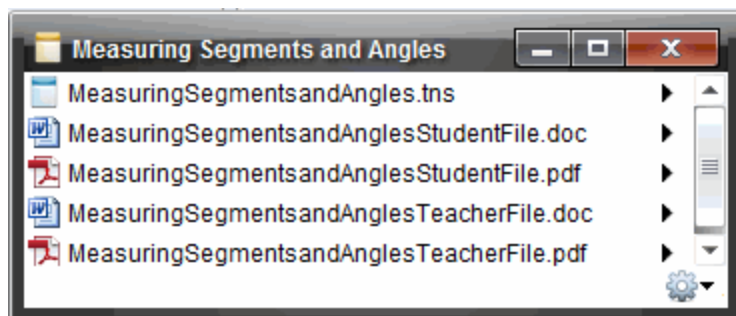 Measuring Segments and Angles
MeasuringSegmentsandAngles.tns
MeasuringSegmentsandAnglesStudentFile.doc
MeasuringSegmentsandAnglesStudentFile.pdf
MeasuringSegmentsandAnglesTeacherFile.doc
MeasuringSegmentsandAnglesTeacherFile.pdf